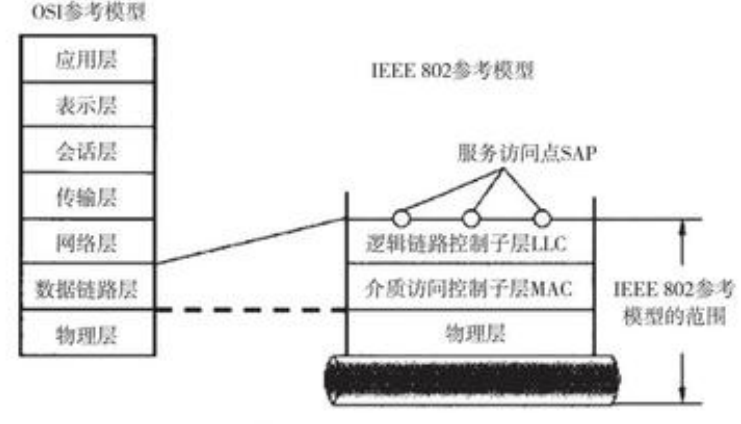 OSI参考模型
应用层
表示层
会话层
传输层
网络层
数据链路层
物理层
IEEE 802参考模型
服务访问点SAP
逻辑链路控制子层LLC
介质访问控制子层MAC
物理层
IEEE 802参考
模型的范围